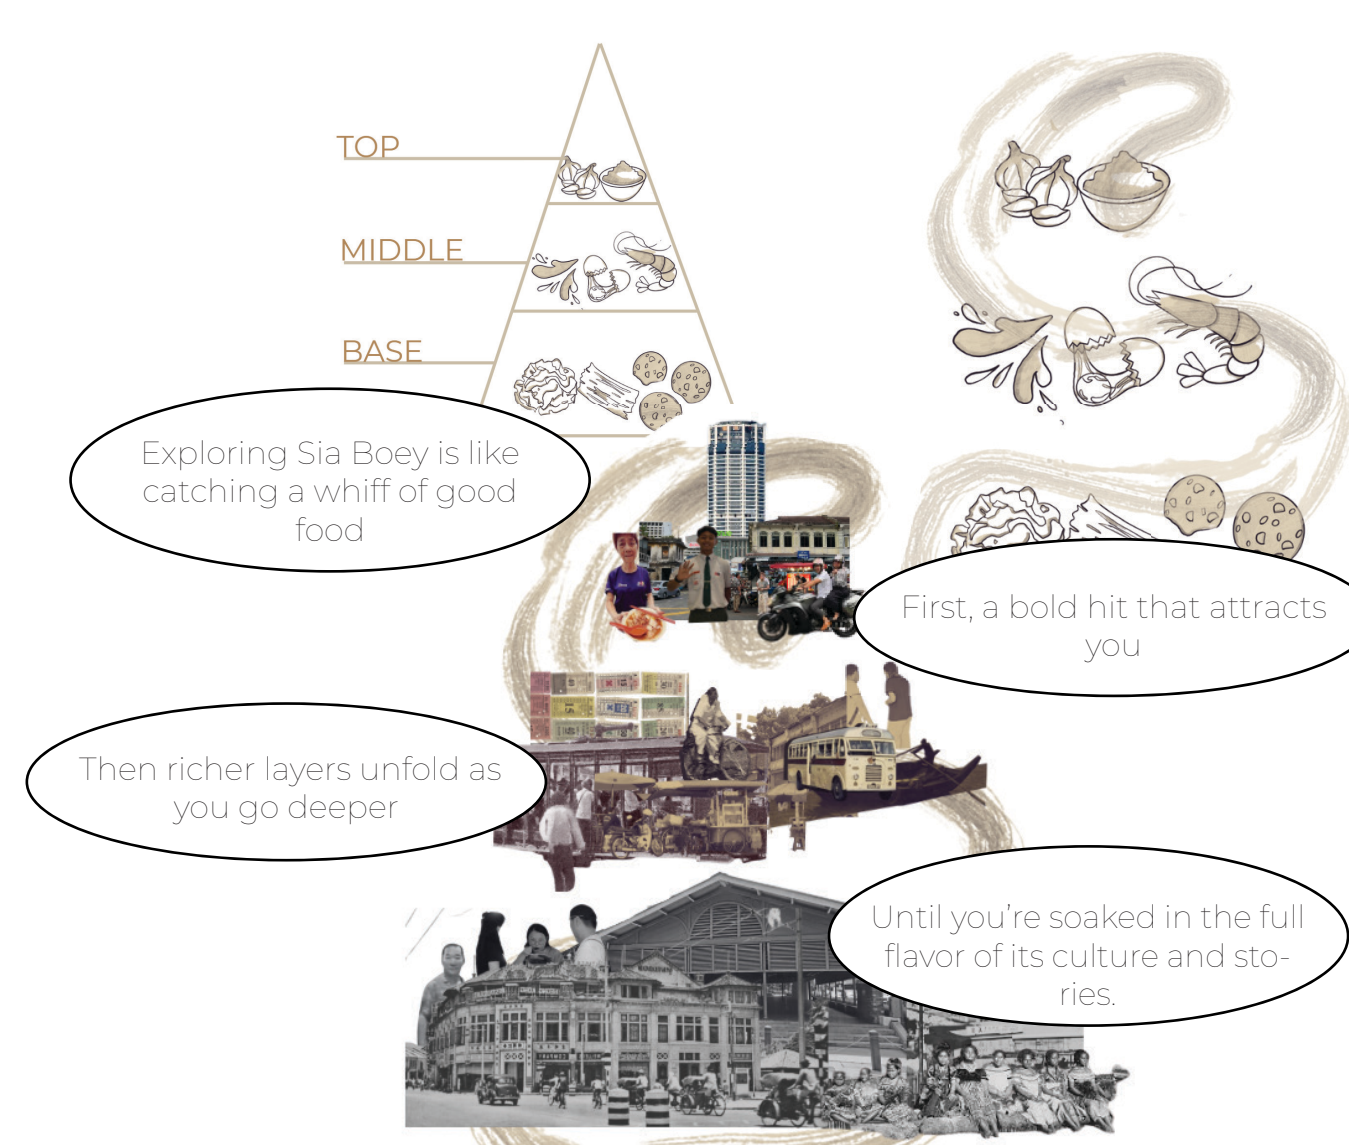 TOP
MIDDLE
BASE
Exploring Sia Boey is like
catching a whiff of good
food
First, a bold hit that attracts
you
Then richer layers unfold as
you go deeper
Until you’re soaked in the full
flavor of its culture and sto-
ries.